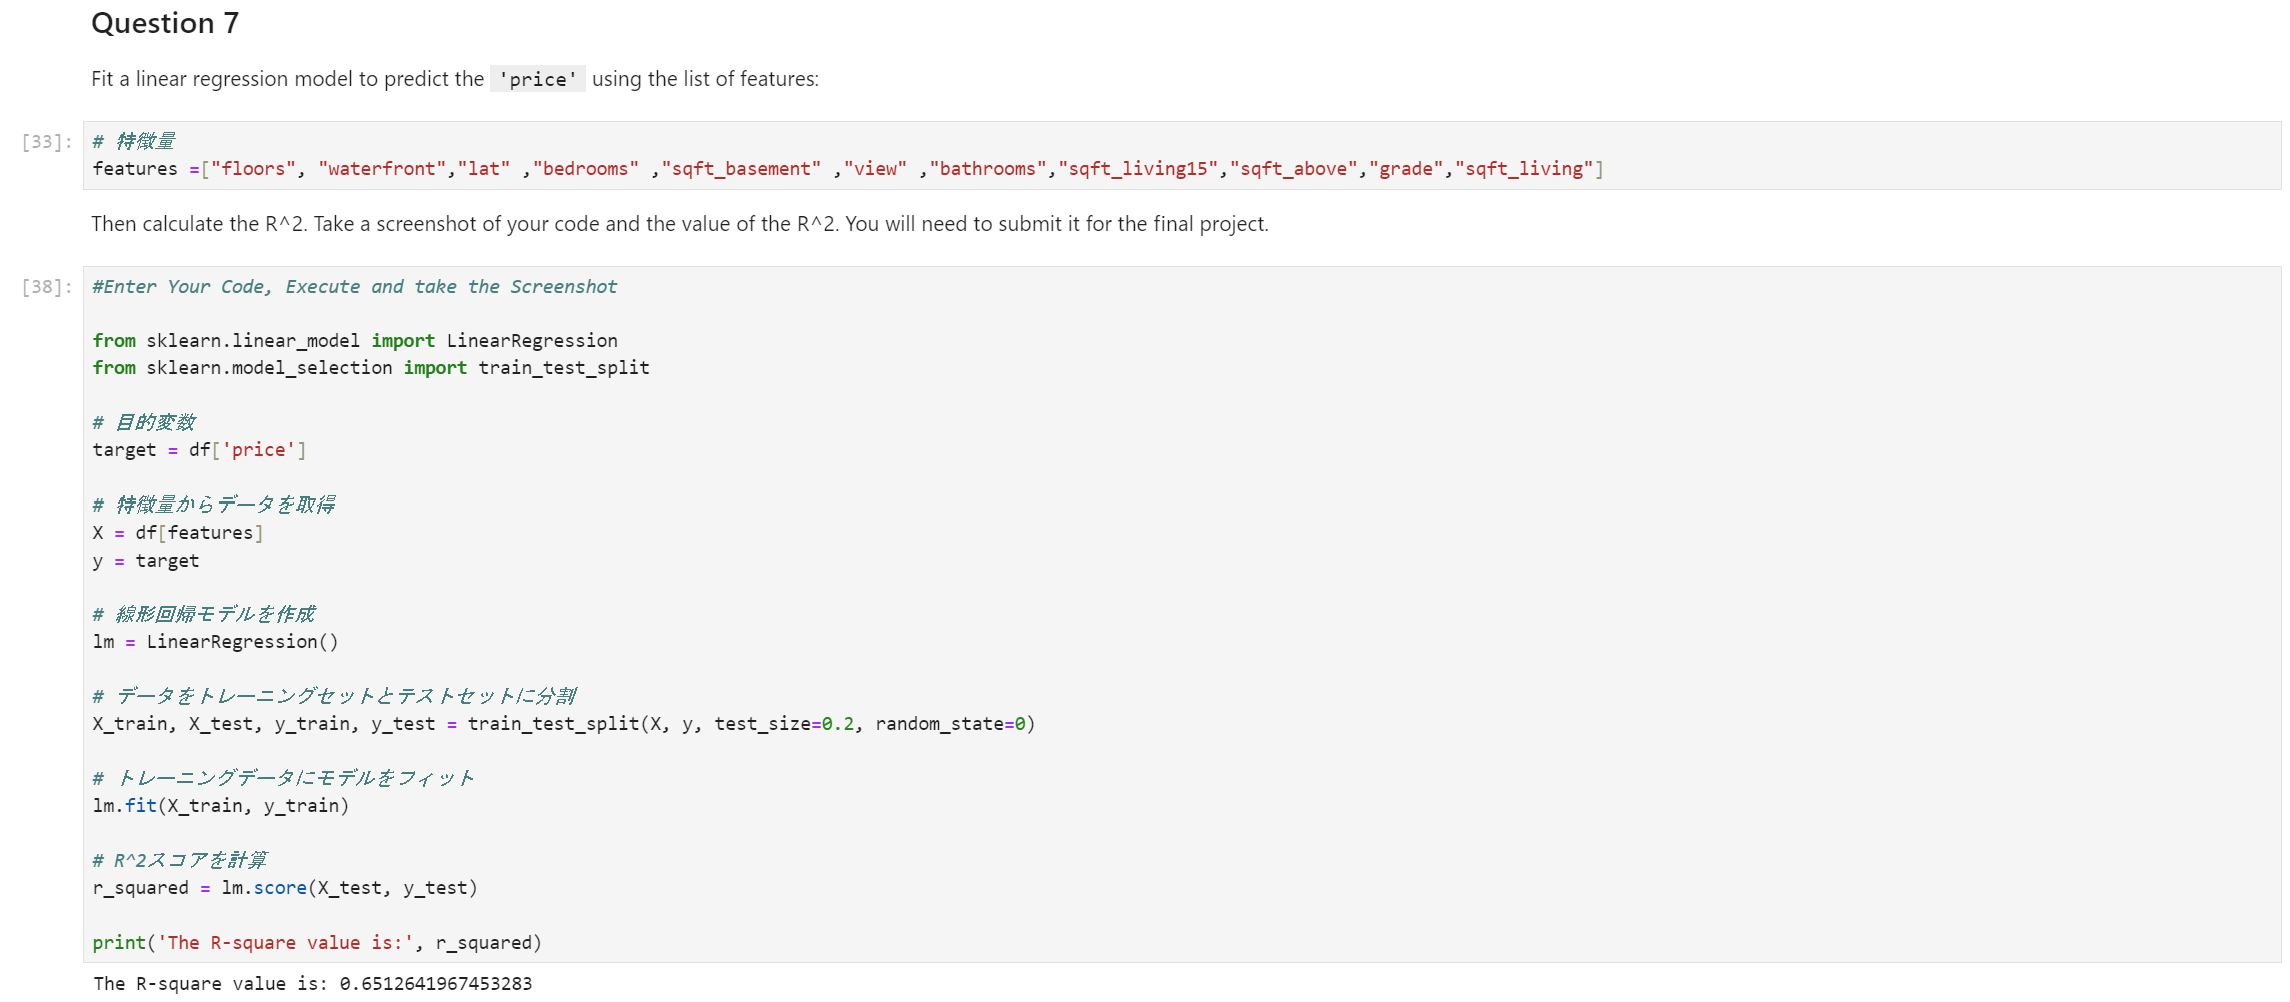 Question 7
Fit a linear regression model to predict the 'price' using the list of features:
[33]: # 特徴量
features =["floors", "waterfront","lat" ,"bedrooms" ,"sqft_basement" ,"view" ,"bathrooms","sqft_living15","sqft_above","grade","sqft_living"]
Then calculate the R^2. Take a screenshot of your code and the value of the R^2. You will need to submit it for the final project.
[38]: #Enter Your Code, Execute and take the Screenshot
from sklearn.linear_model import LinearRegression
from sklearn.model_selection import train_test_split
# 目的変数
target = df['price']
# 特徴量からデータを取得
X = df[features]
y = target
# 線形回帰モデルを作成
lm = LinearRegression()
# データをトレーニングセットとテストセットに分割
X_train, X_test, y_train, y_test = train_test_split(X, y, test_size=0.2, random_state=0)
# トレーニングデータにモデルをフィット
lm.fit(X_train, y_train)
# R^2スコアを計算
r_squared = lm.score(X_test, y_test)
print('The R-square value is:', r_squared)
The R-square value is: 0.6512641967453283